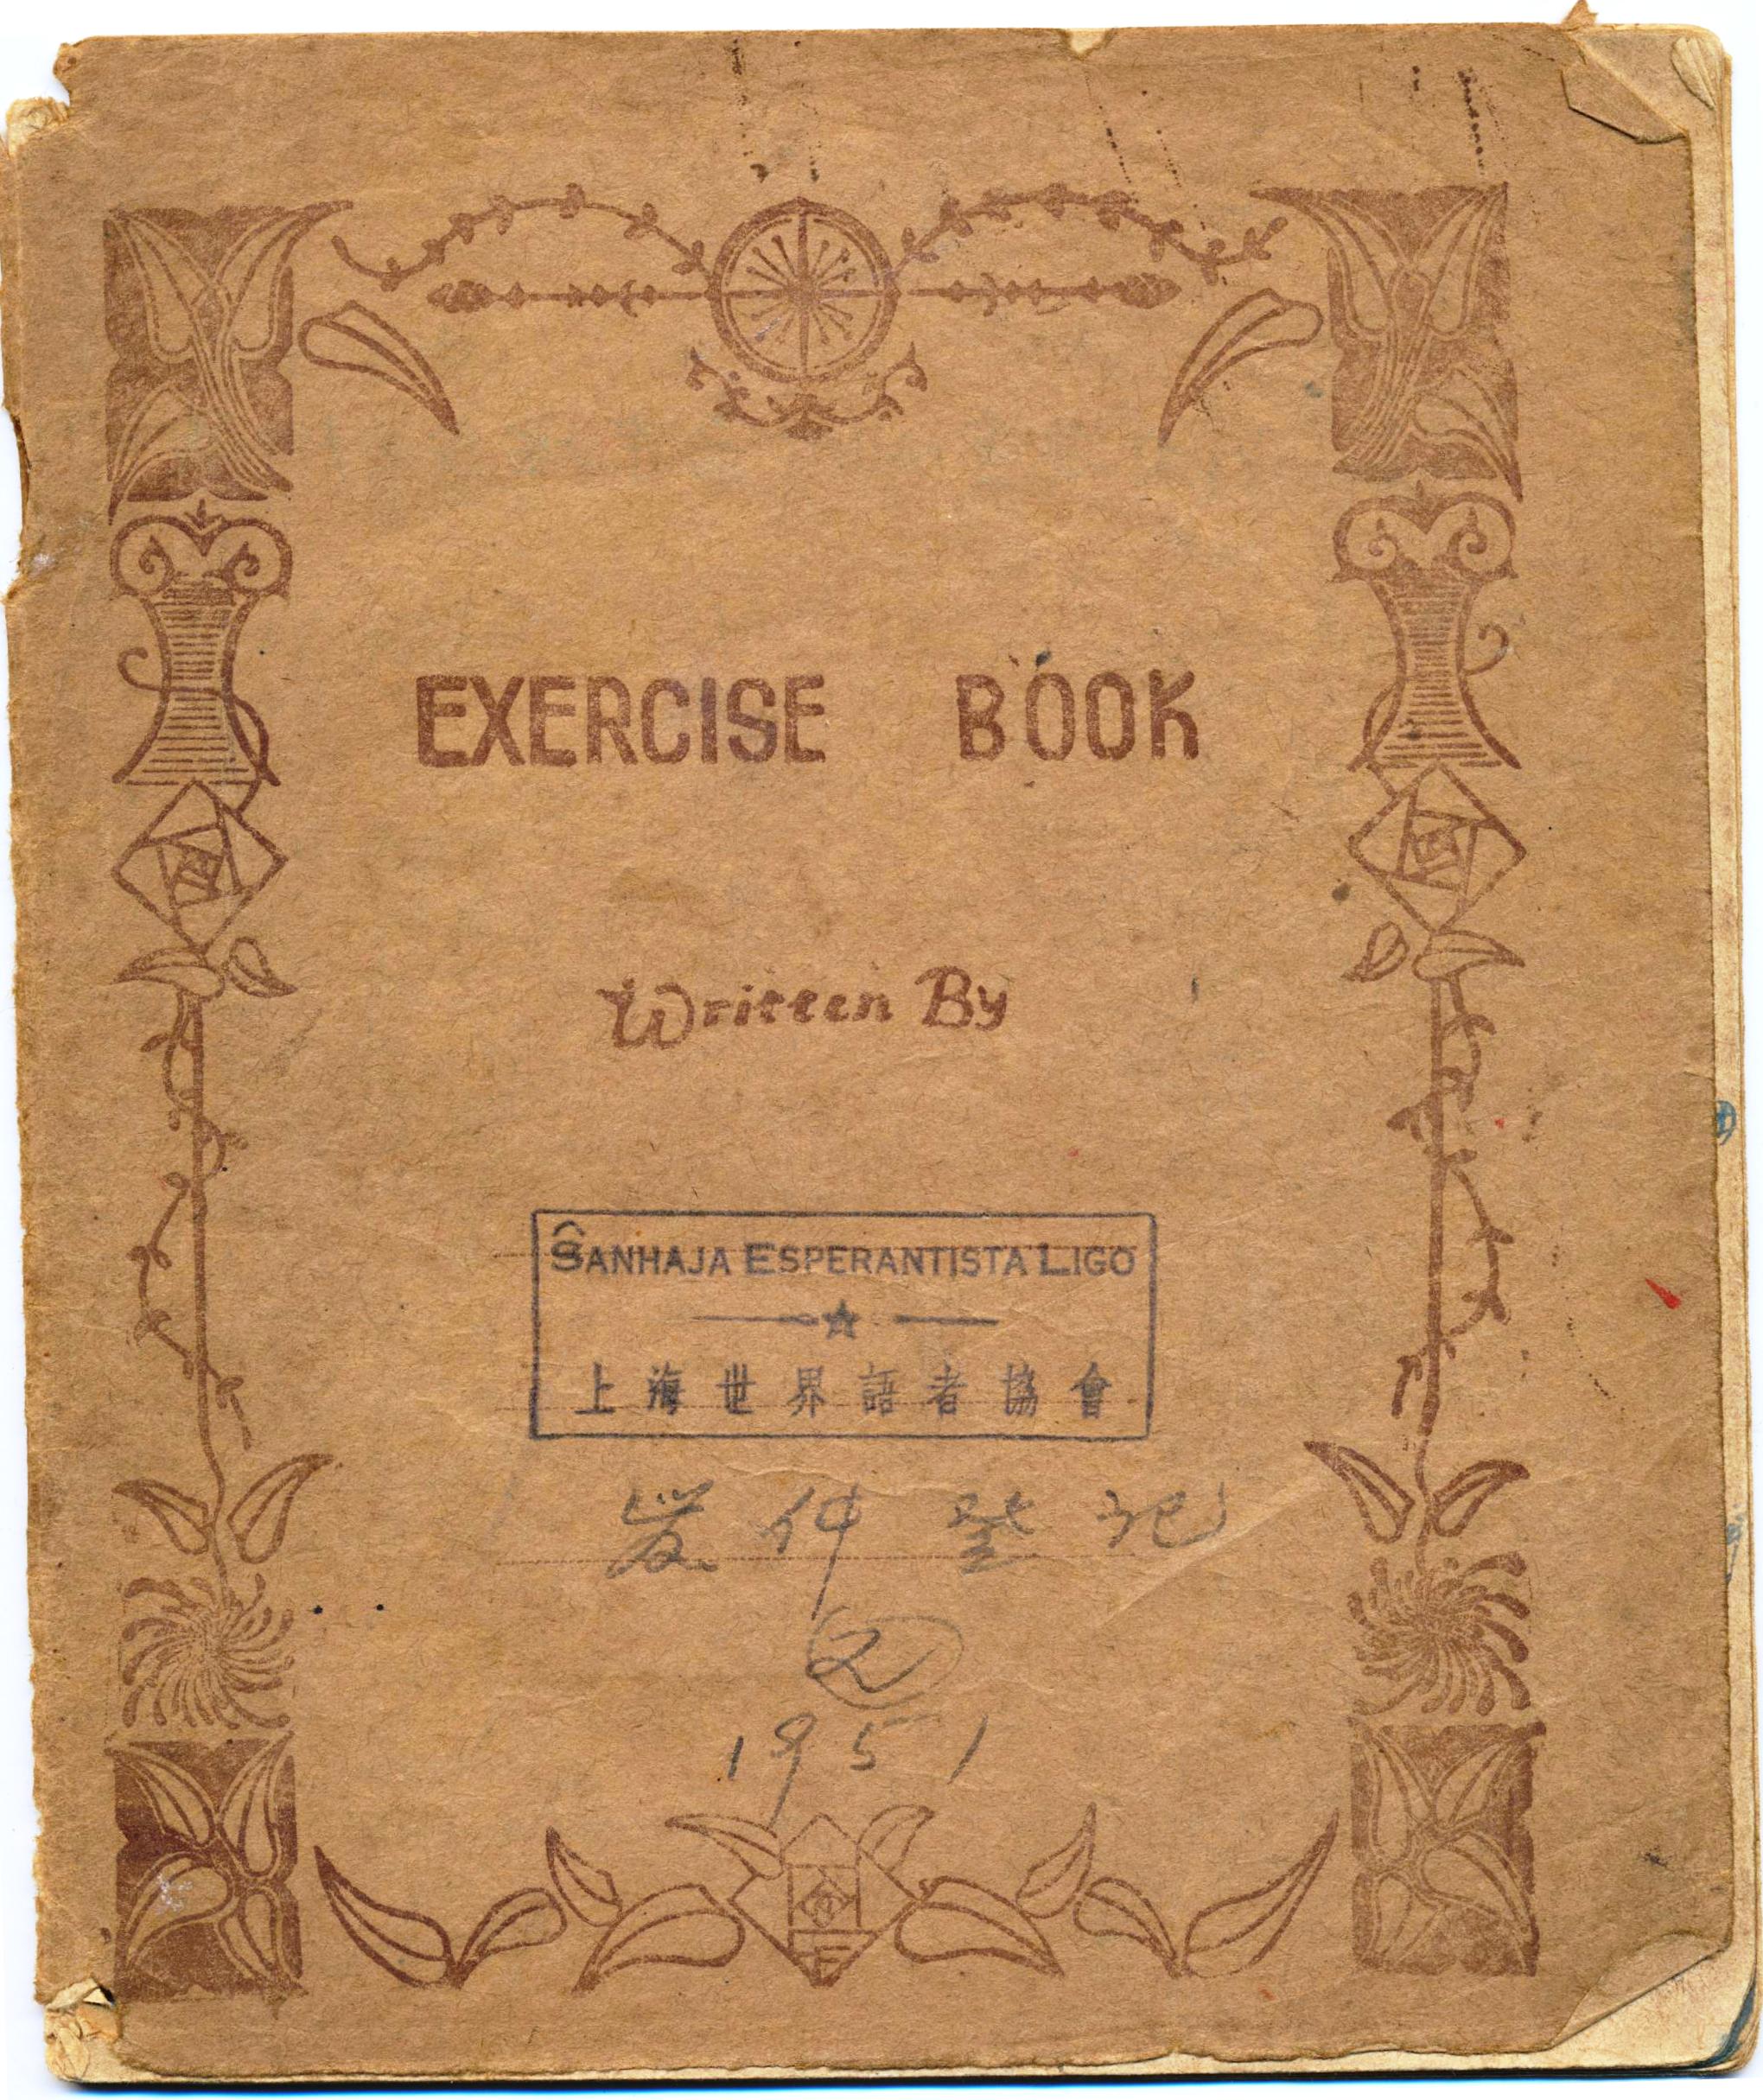 EXERCISE BOOK
Written By
ŜANHAJA ESPERANTISTA LIGO
上海世界語者協會
发件登记
②
1951